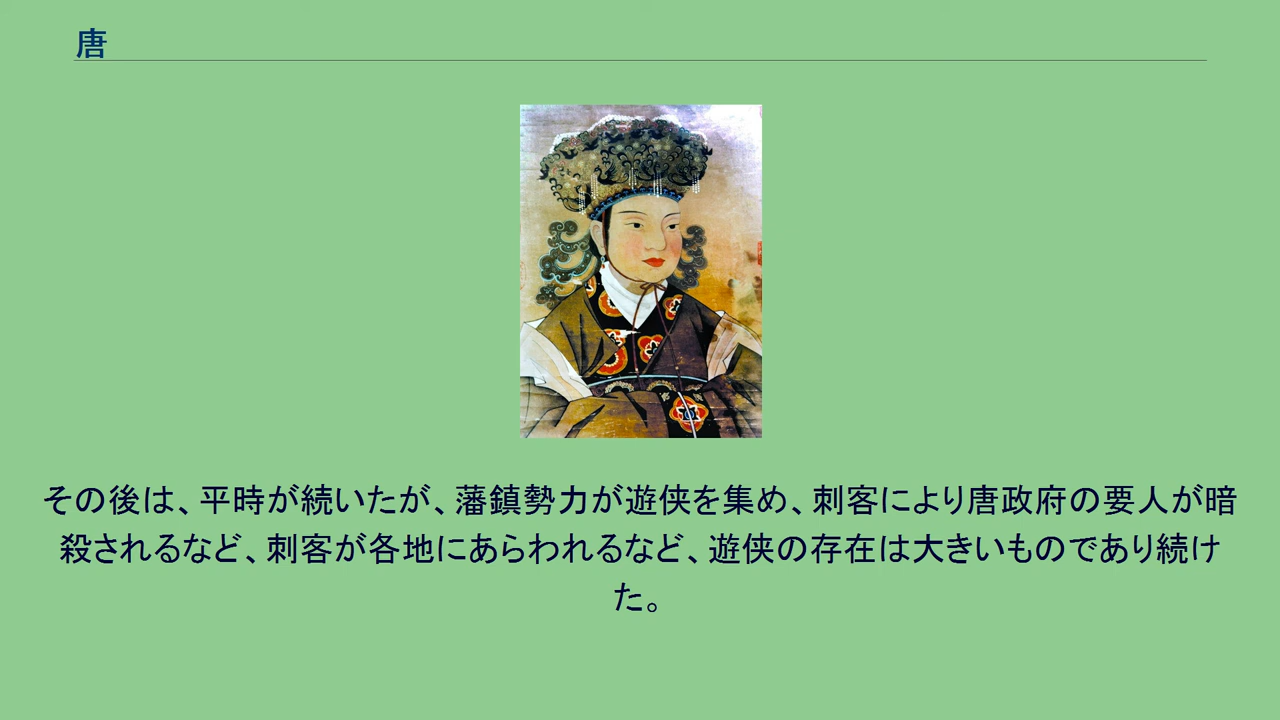 唐
その後は、平時が続いたが、藩鎮勢力が遊侠を集め、刺客により唐政府の要人が暗
殺されるなど、刺客が各地にあらわれるなど、遊侠の存在は大きいものであり続け
た。